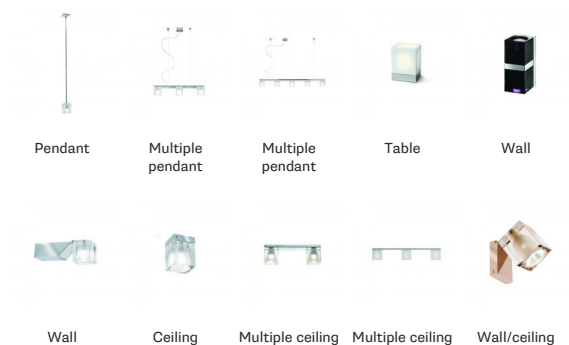 Pendant
Multiple
pendant
Multiple
pendant
Table
Wall
Wall
Ceiling
Multiple ceiling
Multiple ceiling
Wall/ceiling